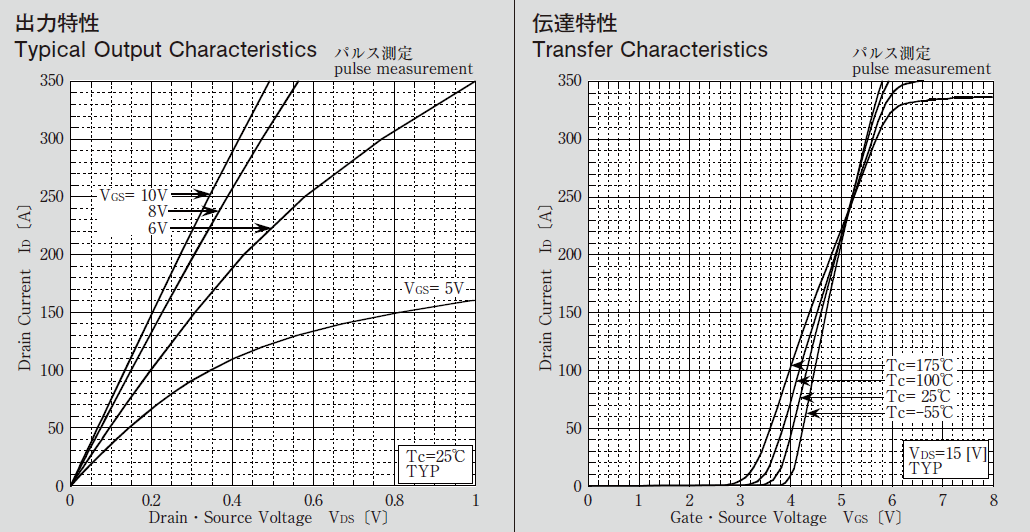 出力特性
Typical Output Characteristics
パルス測定
pulse measurement
350
300
250
200
150
100
50
0
Drain Current ID〔A〕
VGS= 10V
8V
6V
VGS= 5V
Tc=25℃
TYP
0 0.2 0.4 0.6 0.8 1
Drain・Source Voltage VDS〔V〕
伝達特性
Transfer Characteristics
パルス測定
pulse measurement
350
300
250
200
150
100
50
0
Drain Current ID〔A〕
Tc=175℃
Tc=100℃
Tc= 25℃
Tc=-55℃
VDS=15 [V]
TYP
0 1 2 3 4 5 6 7 8
Gate・Source Voltage VGS〔V〕